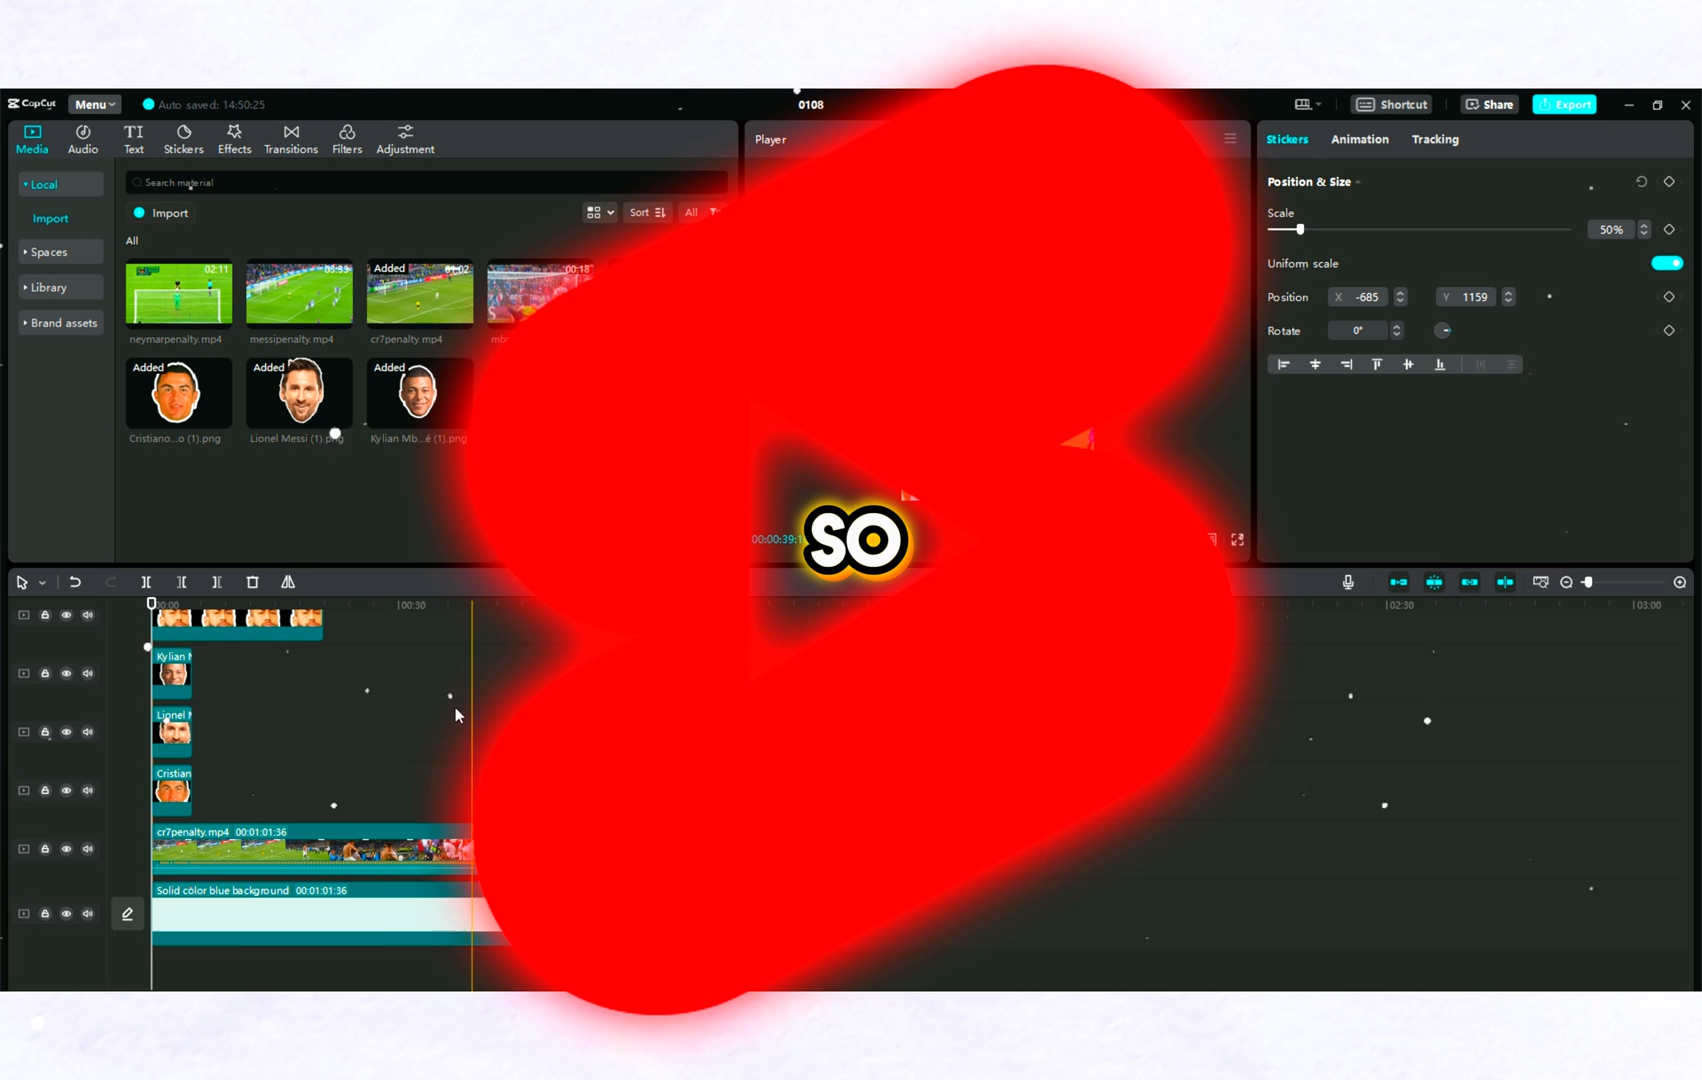 CapCut Menu Auto saved: 14:50:25 0108 Shortcut Share Export
Media Audio Text Stickers Effects Transitions Filters Adjustment
Player
Stickers Animation Tracking
Local
Import
Spaces
Library
Brand assets
Search material
Import Sort All
All
02:11
Added
00:18
neymarpenalty.mp4 messipenalty.mp4 cr7penalty.mp4
Added Added Added
Cristiano...o (1).png Lionel Messi (1).png Kylian Mb...é (1).png
Position & Size
Scale
50%
Uniform scale
Position X -685 Y 1159
Rotate 0°
SO
00:30 02:30 03:00
Kylian
Lionel
Cristian
cr7penalty.mp4 00:01:01:36
Solid color blue background 00:01:01:36